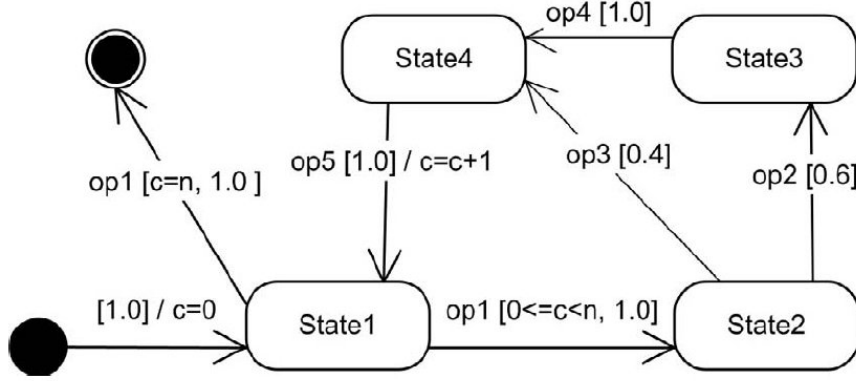 op4 [1.0]
State4
State3
op5 [1.0] / c=c+1
op3 [0.4]
op1 [c=n, 1.0 ]
op2 [0.6]
[1.0] / c=0
State1
op1 [0<=c<n, 1.0]
State2